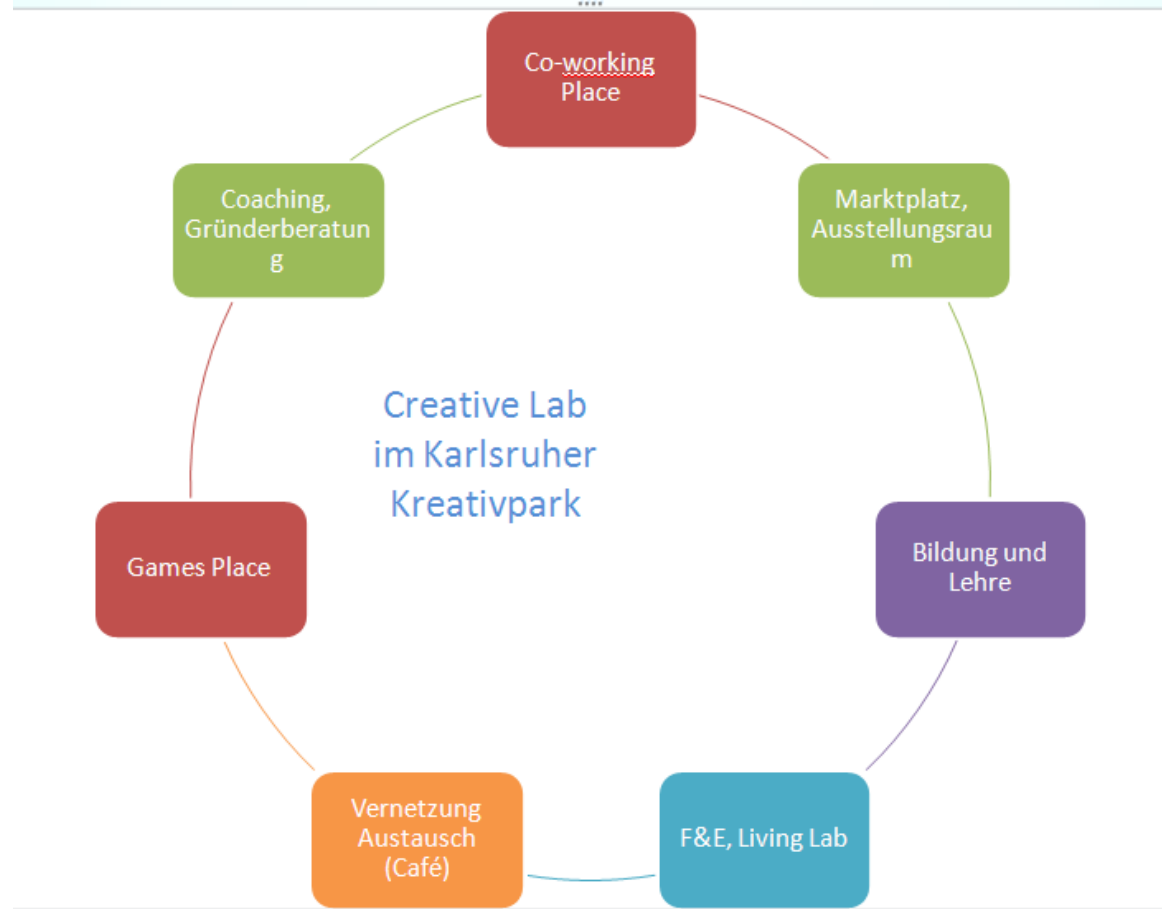 Co-working
Place
Marktplatz,
Ausstellungsrau
m
Bildung und
Lehre
F&E, Living Lab
Vernetzung
Austausch
(Café)
Games Place
Coaching,
Gründerberatun
g
Creative Lab
im Karlsruher
Kreativpark